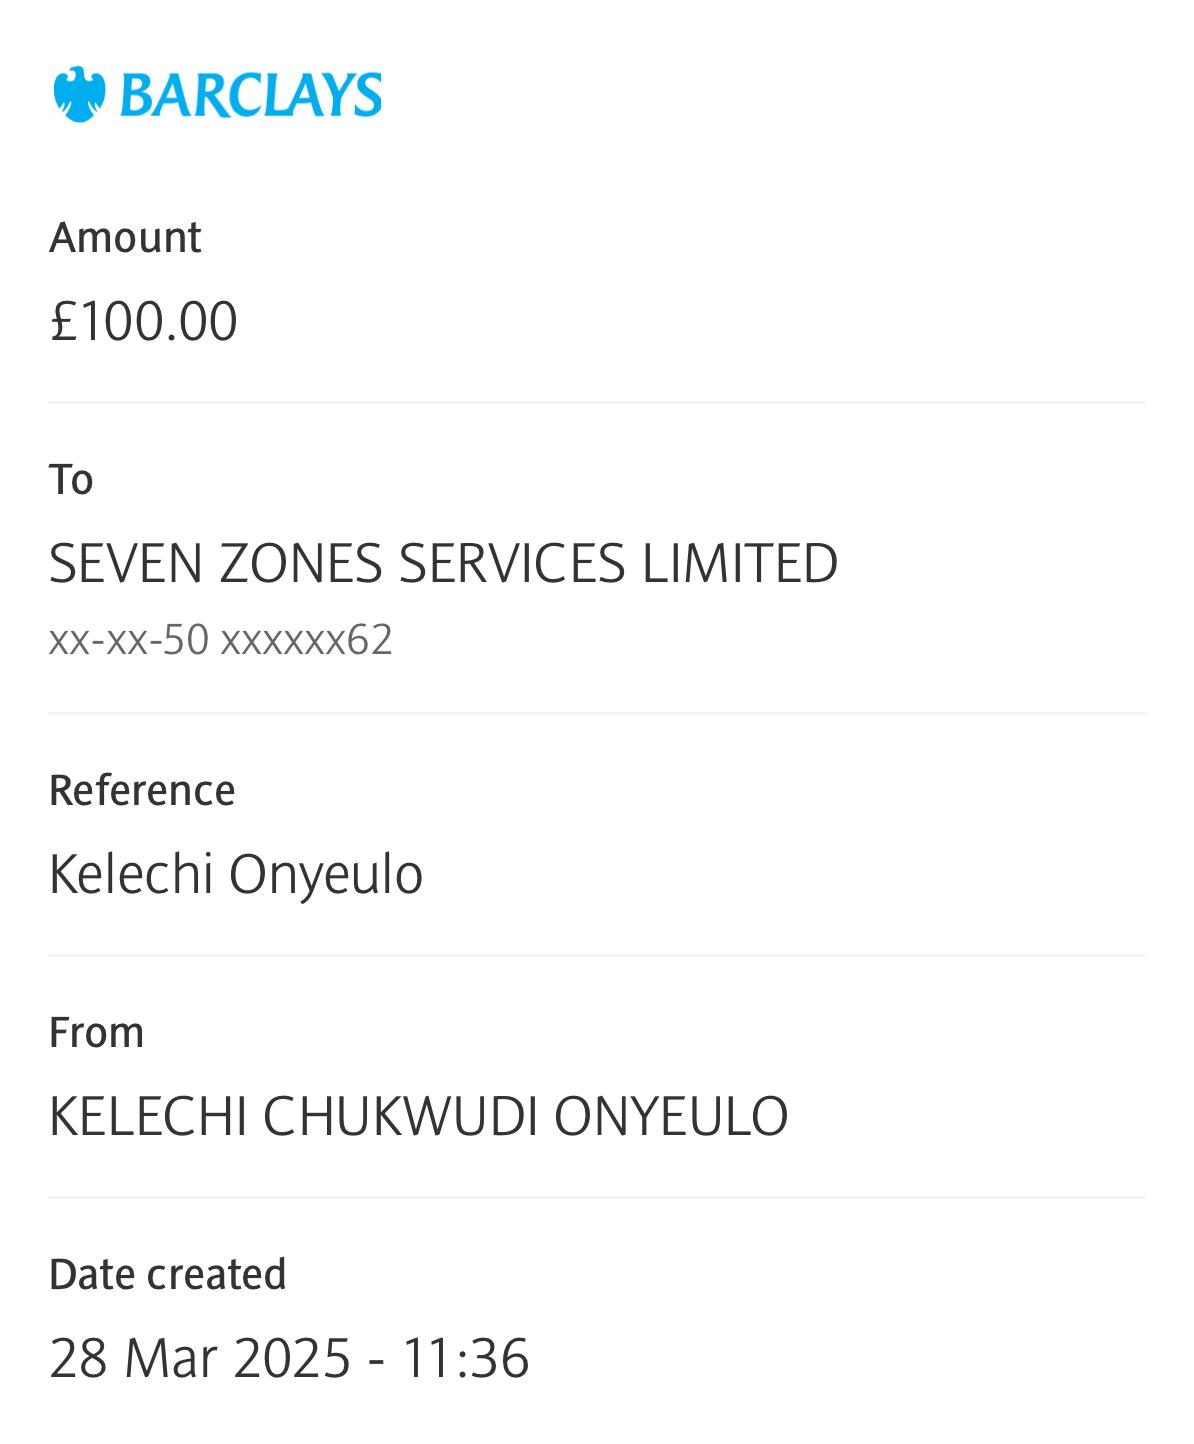 BARCLAYS
Amount
£100.00
To
SEVEN ZONES SERVICES LIMITED
xx-xx-50 xxxxxx62
Reference
Kelechi Onyeulo
From
KELECHI CHUKWUDI ONYEULO
Date created
28 Mar 2025 - 11:36